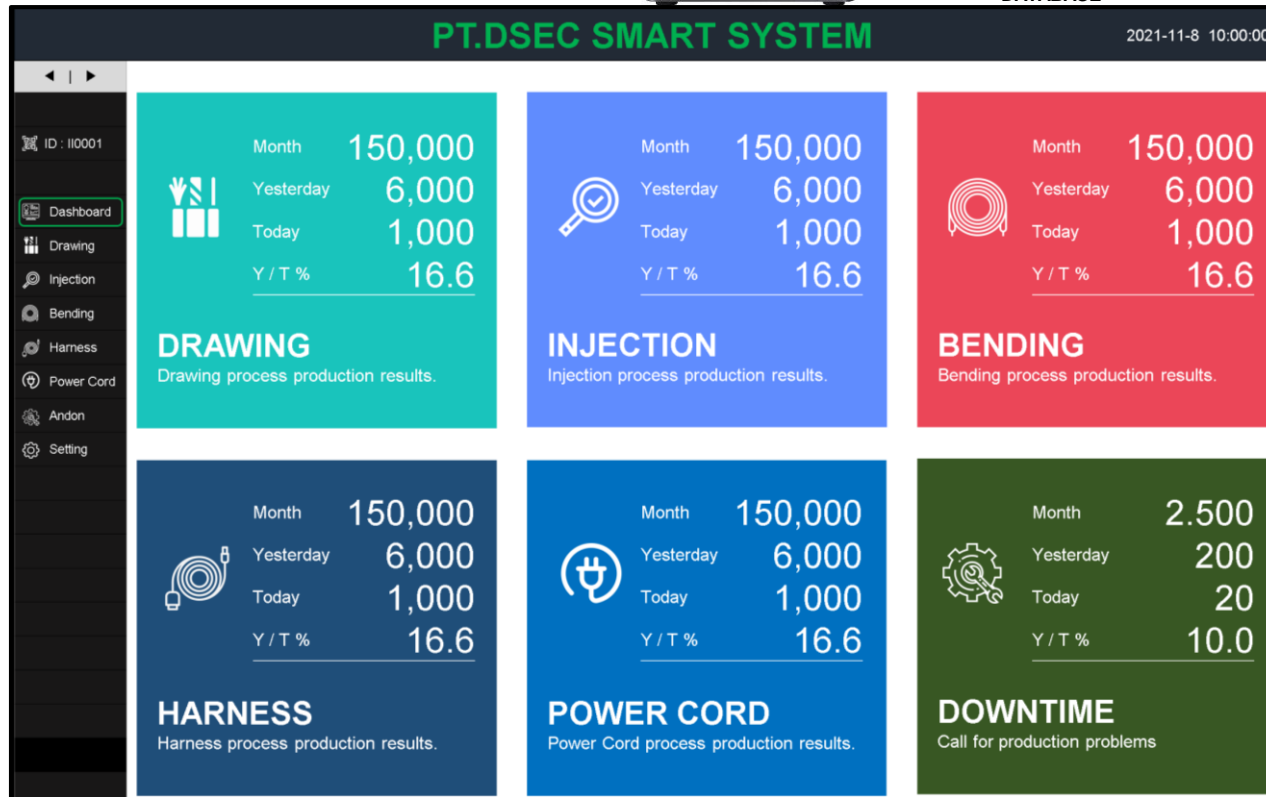 DATABASE
PT.DSEC SMART SYSTEM
2021-11-8 10:00:00
ID : II0001
Dashboard
Drawing
Injection
Bending
Harness
Power Cord
Andon
Setting
Month 150,000
Yesterday 6,000
Today 1,000
Y / T % 16.6
DRAWING
Drawing process production results.
Month 150,000
Yesterday 6,000
Today 1,000
Y / T % 16.6
INJECTION
Injection process production results.
Month 150,000
Yesterday 6,000
Today 1,000
Y / T % 16.6
BENDING
Bending process production results.
Month 150,000
Yesterday 6,000
Today 1,000
Y / T % 16.6
HARNESS
Harness process production results.
Month 150,000
Yesterday 6,000
Today 1,000
Y / T % 16.6
POWER CORD
Power Cord process production results.
Month 2.500
Yesterday 200
Today 20
Y / T % 10.0
DOWNTIME
Call for production problems